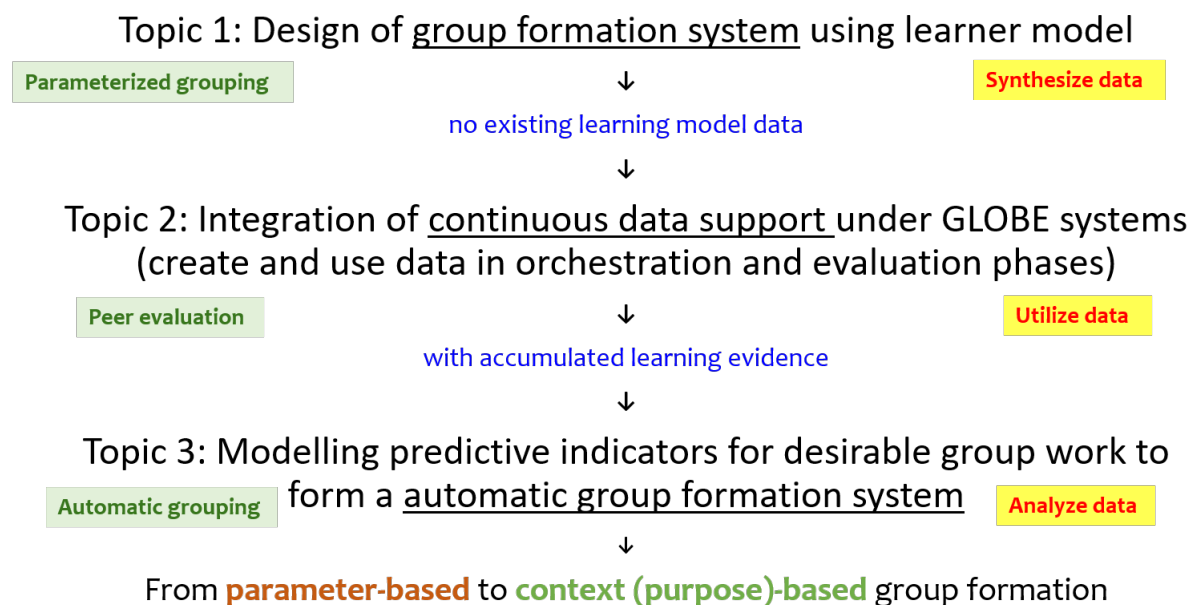 Topic 1: Design of group formation system using learner model
Parameterized grouping
↓
Synthesize data
no existing learning model data
↓
Topic 2: Integration of continuous data support under GLOBE systems
(create and use data in orchestration and evaluation phases)
Peer evaluation
↓
Utilize data
with accumulated learning evidence
↓
Topic 3: Modelling predictive indicators for desirable group work to
form a automatic group formation system
Automatic grouping
Analyze data
↓
From parameter-based to context (purpose)-based group formation